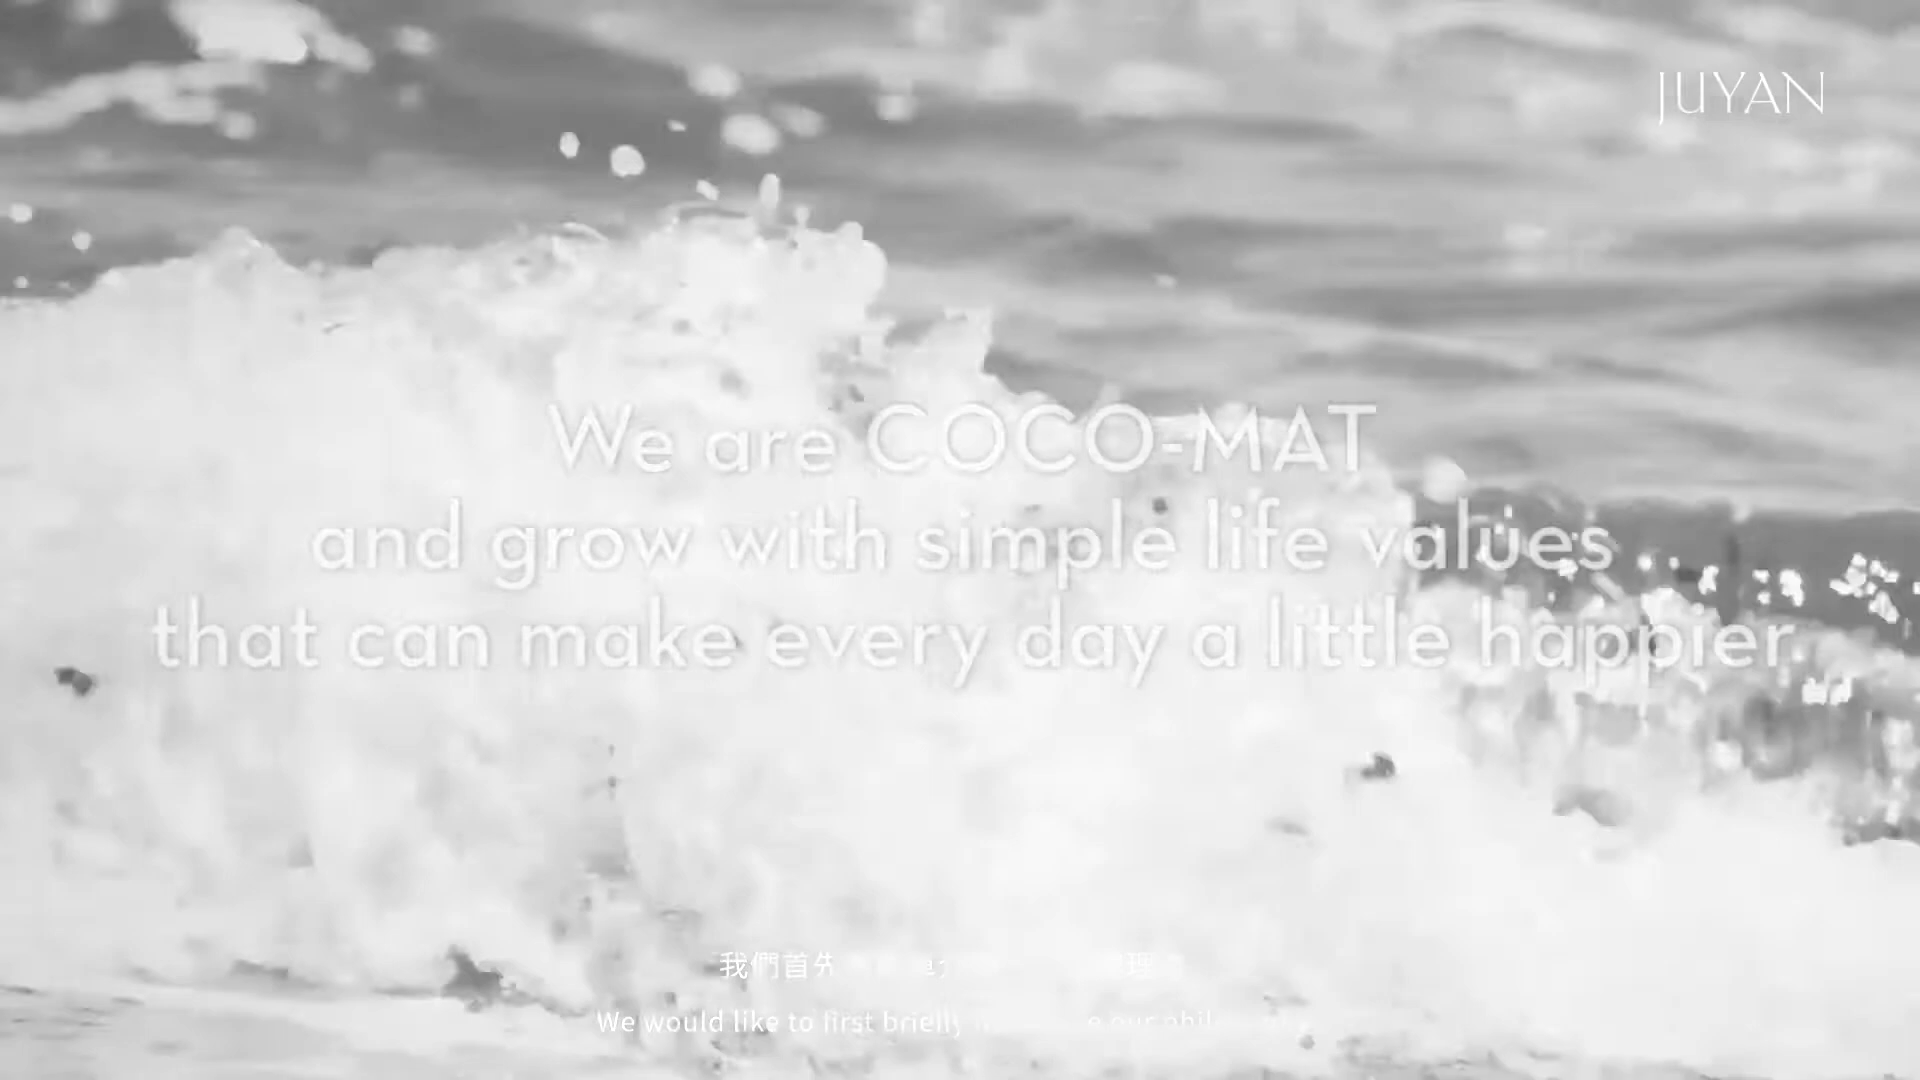 JUYAN
We are COCO-MAT
and grow with simple life values
that can make every day a little happier
我們首先
We would like to first briefly our